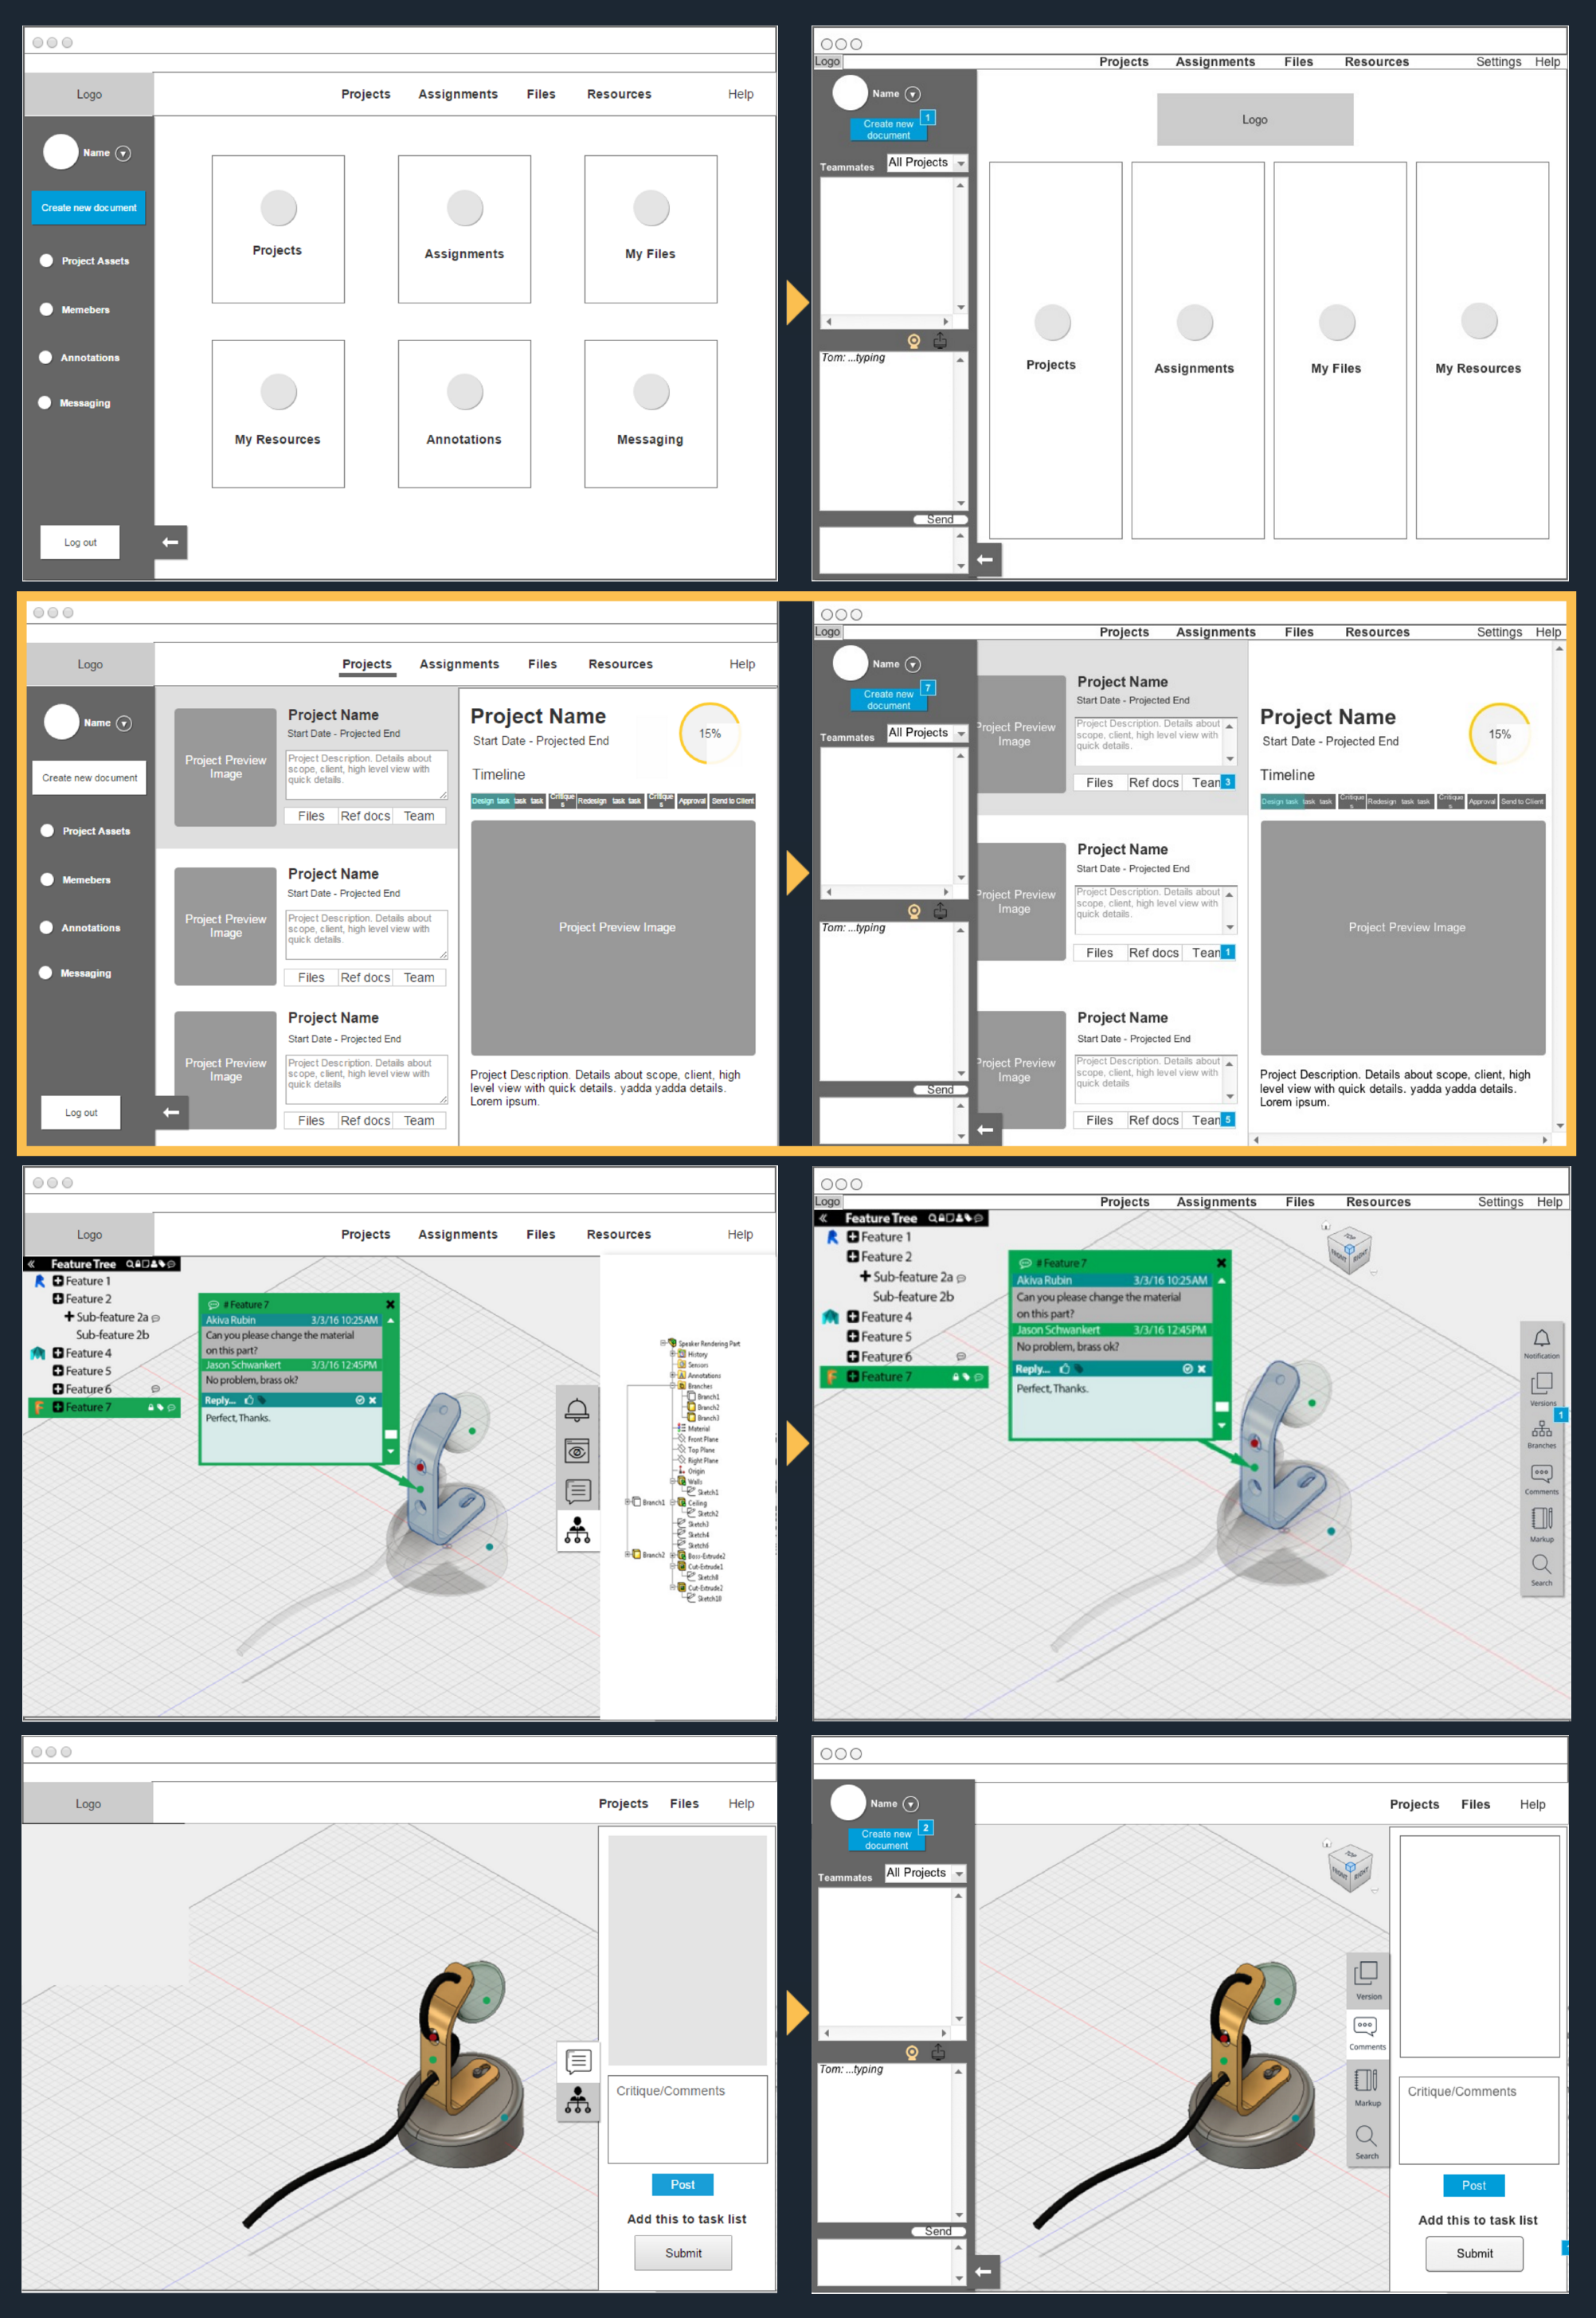 Logo
Projects Assignments Files Resources Help
Name
Create new document
Project Assets
Memebers
Annotations
Messaging
Log out
Projects
Assignments
My Files
My Resources
Annotations
Messaging
Logo
Projects Assignments Files Resources Settings Help
Name
Create new
document
1
Teammates All Projects
Tom: ...typing
Send
Logo
Projects
Assignments
My Files
My Resources
Logo
Projects Assignments Files Resources Help
Name
Create new document
Project Assets
Memebers
Annotations
Messaging
Log out
Project Preview
Image
Project Name
Start Date - Projected End
Project Description. Details about
scope, client, high level view with
quick details.
Files Ref docs Team
Project Preview
Image
Project Name
Start Date - Projected End
Project Description. Details about
scope, client, high level view with
quick details.
Files Ref docs Team
Project Preview
Image
Project Name
Start Date - Projected End
Project Description. Details about
scope, client, high level view with
quick details
Files Ref docs Team
Project Name
Start Date - Projected End
15%
Timeline
Design task task task Critique
s Redesign task task Critique
s Approval Send to Client
Project Preview Image
Project Description. Details about scope, client, high
level view with quick details. yadda yadda details.
Lorem ipsum.
Logo
Projects Assignments Files Resources Settings Help
Name
Create new
document
7
Teammates All Projects
Tom: ...typing
Send
Project Preview
Image
Project Name
Start Date - Projected End
Project Description. Details about
scope, client, high level view with
quick details.
Files Ref docs Tean 3
Project Preview
Image
Project Name
Start Date - Projected End
Project Description. Details about
scope, client, high level view with
quick details.
Files Ref docs Tean 1
Project Preview
Image
Project Name
Start Date - Projected End
Project Description. Details about
scope, client, high level view with
quick details
Files Ref docs Tean 5
Project Name
Start Date - Projected End
15%
Timeline
Design task task task Critique
s Redesign task task Critique
s Approval Send to Client
Project Preview Image
Project Description. Details about scope, client, high
level view with quick details. yadda yadda details.
Lorem ipsum.
Logo
Projects Assignments Files Resources Help
Feature Tree
Feature 1
Feature 2
Sub-feature 2a
Sub-feature 2b
Feature 4
Feature 5
Feature 6
Feature 7
# Feature 7
Akiva Rubin 3/3/16 10:25AM
Can you please change the material
on this part?
Jason Schwankert 3/3/16 12:45PM
No problem, brass ok?
Reply...
Perfect, Thanks.
Speaker Rendering Part
History
Sensors
Annotations
Branches
Branch1
Branch2
Branch3
Material
Front Plane
Top Plane
Right Plane
Origin
Walls
Sketch1
Branch1 Ceiling
Sketch2
Sketch3
Sketch4
Sketch6
Branch2 Boss-Extrude2
Cut-Extrude1
Sketch8
Cut-Extrude2
Sketch10
Logo
Projects Assignments Files Resources Settings Help
Feature Tree
Feature 1
Feature 2
Sub-feature 2a
Sub-feature 2b
Feature 4
Feature 5
Feature 6
Feature 7
# Feature 7
Akiva Rubin 3/3/16 10:25AM
Can you please change the material
on this part?
Jason Schwankert 3/3/16 12:45PM
No problem, brass ok?
Reply...
Perfect, Thanks.
TOP
FRONT RIGHT
Notification
Versions
1
Branches
Comments
Markup
Search
Logo
Projects Files Help
Critique/Comments
Post
Add this to task list
Submit
Name
Create new
document
2
Teammates All Projects
Tom: ...typing
Send
Projects Files Help
TOP
FRONT RIGHT
Version
Comments
Markup
Search
Critique/Comments
Post
Add this to task list
Submit